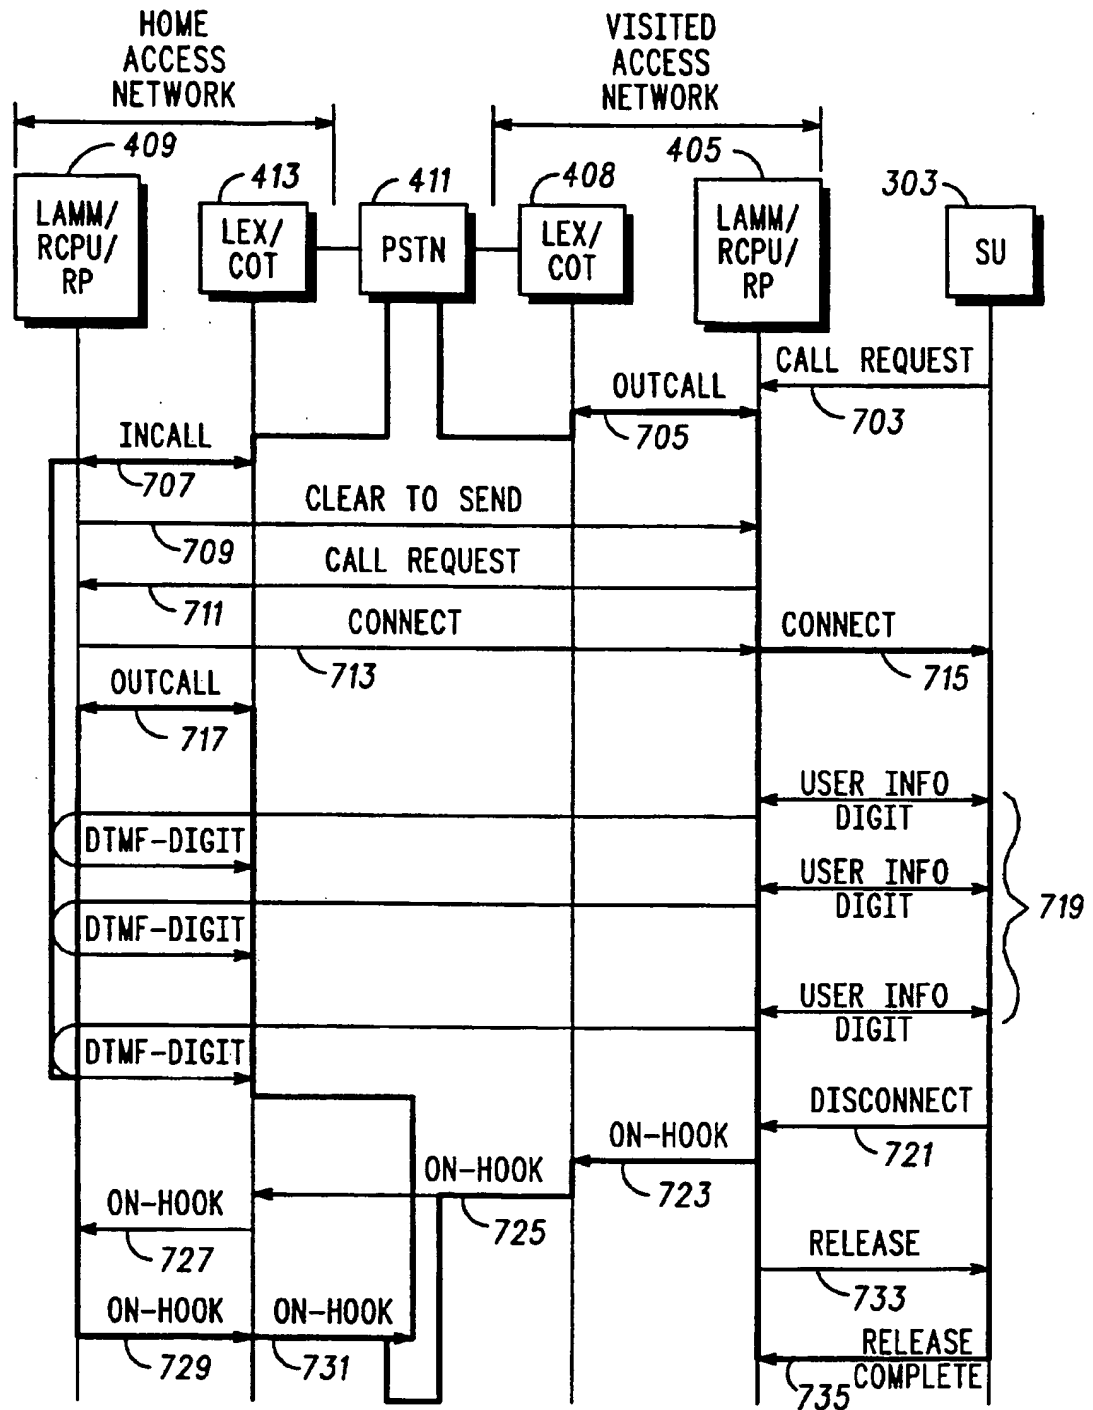 HOME
ACCESS
NETWORK
VISITED
ACCESS
NETWORK
409
413
411
408
405
303
LAMM/
RCPU/
RP
LEX/
COT
PSTN
LEX/
COT
LAMM/
RCPU/
RP
SU
CALL REQUEST
703
OUTCALL
705
INCALL
707
CLEAR TO SEND
709
CALL REQUEST
711
CONNECT
713
CONNECT
715
OUTCALL
717
USER INFO
DIGIT
DTMF-DIGIT
USER INFO
DIGIT
719
DTMF-DIGIT
USER INFO
DIGIT
DTMF-DIGIT
DISCONNECT
721
ON-HOOK
723
ON-HOOK
725
ON-HOOK
727
RELEASE
733
ON-HOOK
729
ON-HOOK
731
RELEASE
COMPLETE
735